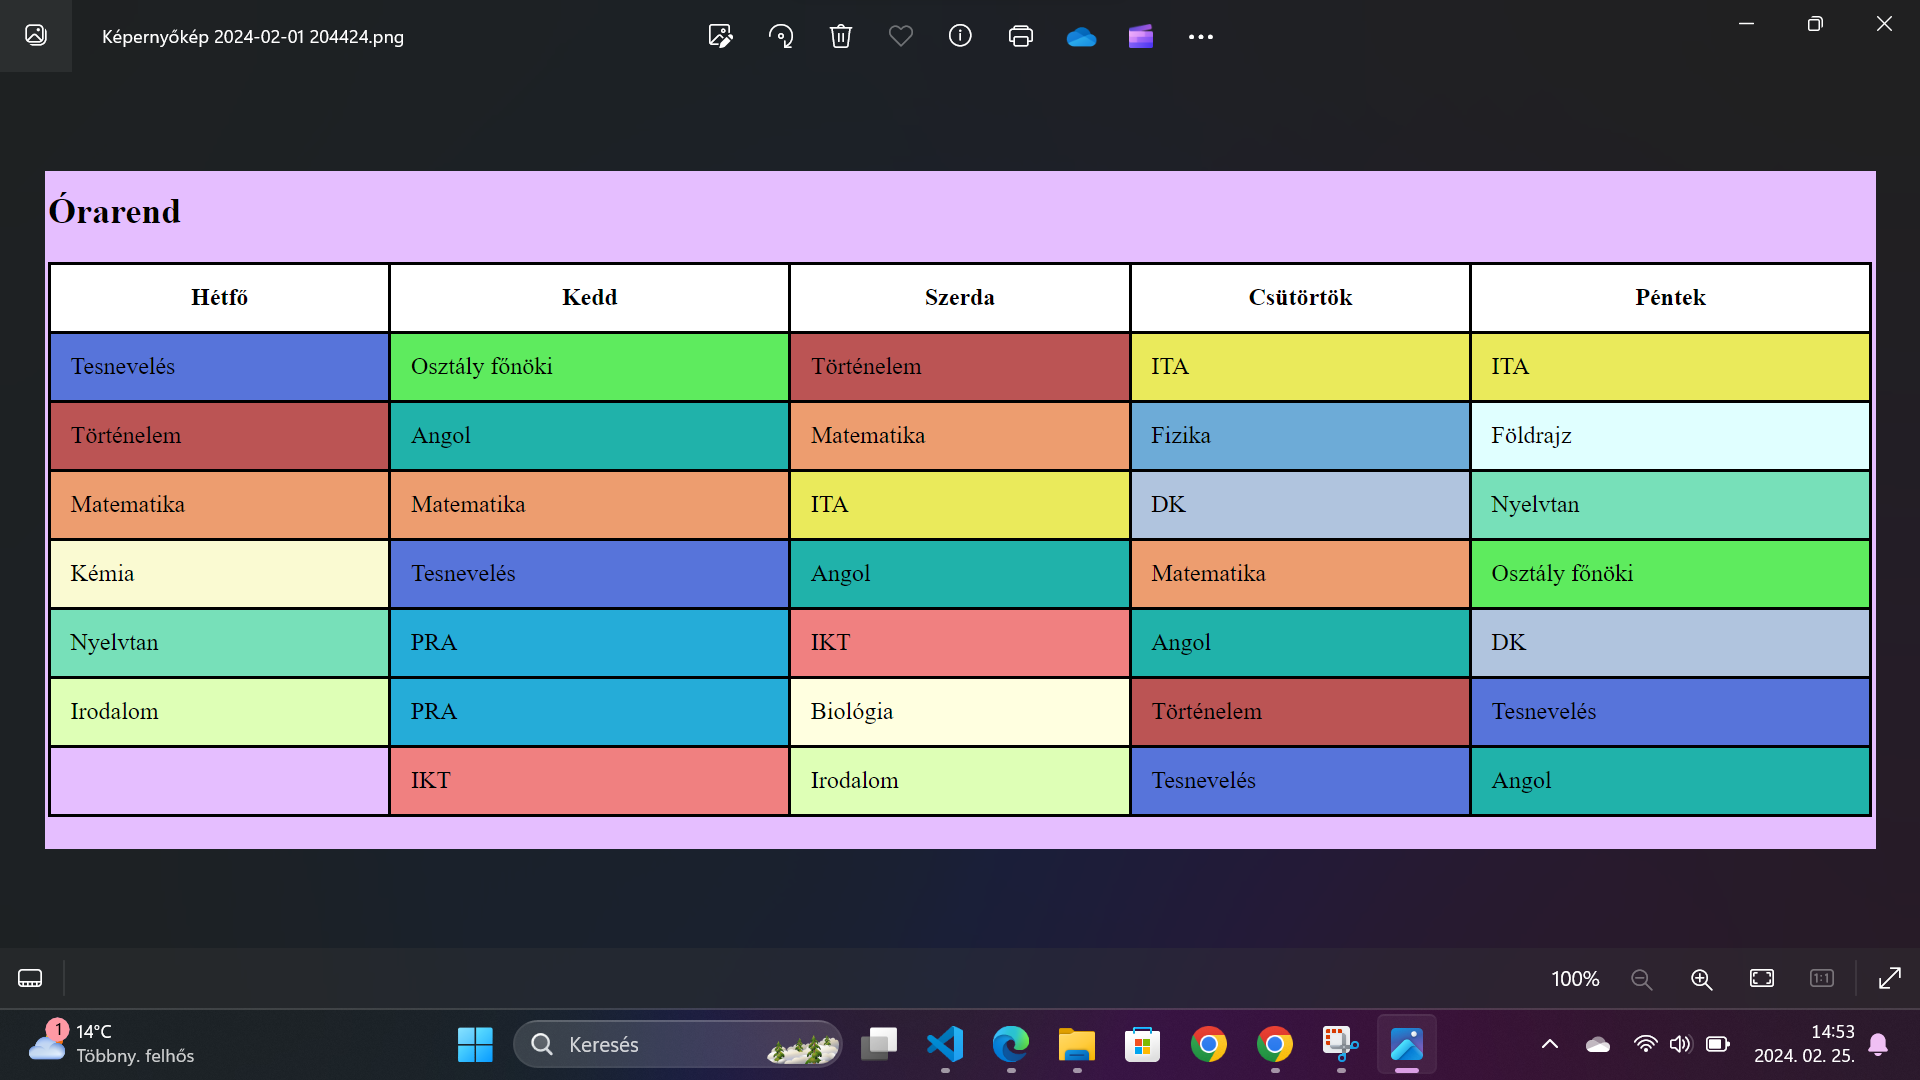 Képernyőkép 2024-02-01 204424.png
Órarend
Hétfő Kedd Szerda Csütörtök Péntek
Tesnevelés Osztály főnöki Történelem ITA ITA
Történelem Angol Matematika Fizika Földrajz
Matematika Matematika ITA DK Nyelvtan
Kémia Tesnevelés Angol Matematika Osztály főnöki
Nyelvtan PRA IKT Angol DK
Irodalom PRA Biológia Történelem Tesnevelés
IKT Irodalom Tesnevelés Angol
100% 1:1
1 14°C
Többny. felhős
Keresés
14:53
2024. 02. 25.